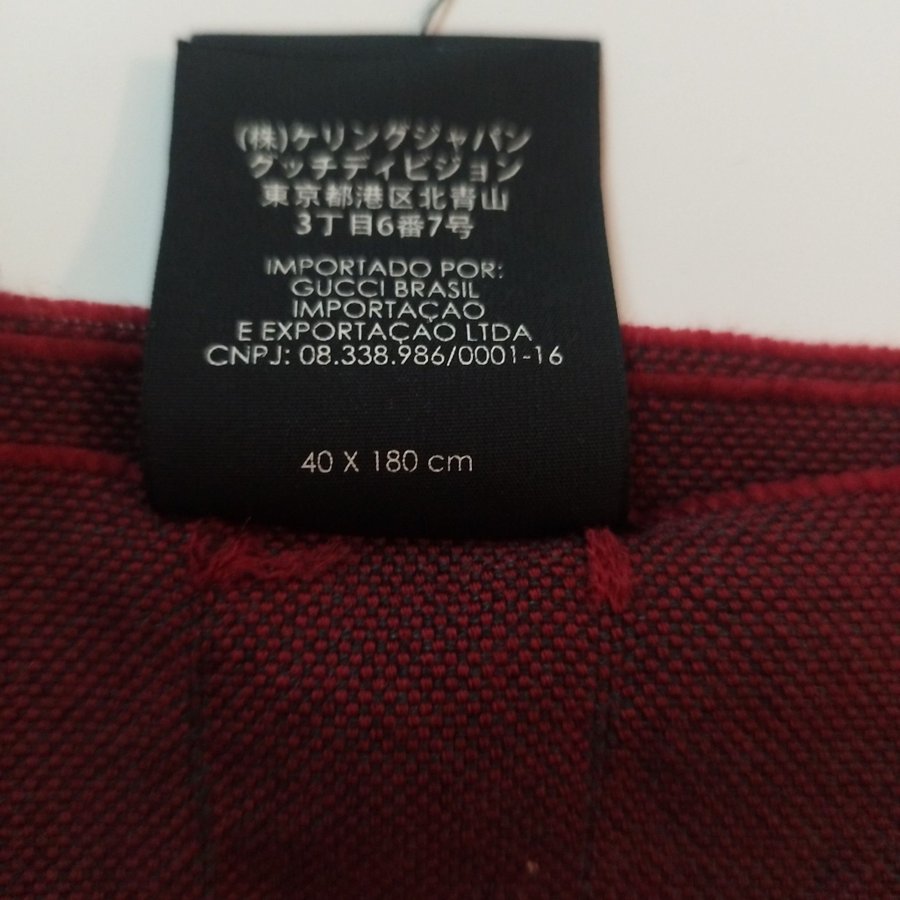 (株)ケリングジャパン
グッチディビジョン
東京都港区北青山
3丁目6番7号
IMPORTADO POR:
GUCCI BRASIL
IMPORTAÇAO
E EXPORTAÇAO LTDA
CNPJ: 08.338.986/0001-16
40 X 180 cm